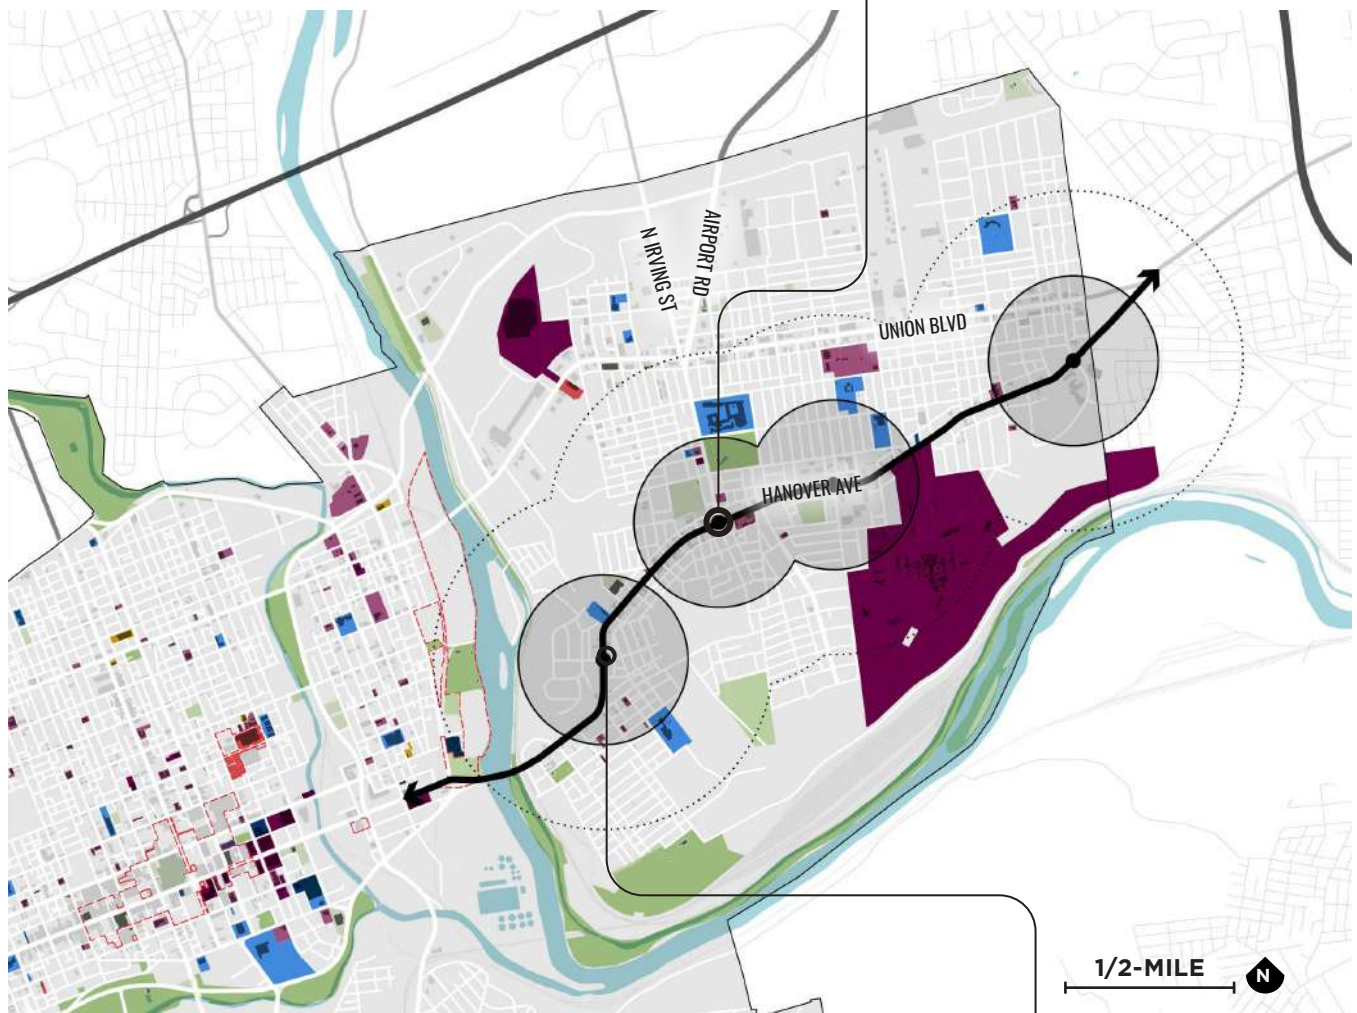 N IRVING ST
AIRPORT RD
UNION BLVD
HANOVER AVE
1/2-MILE
N